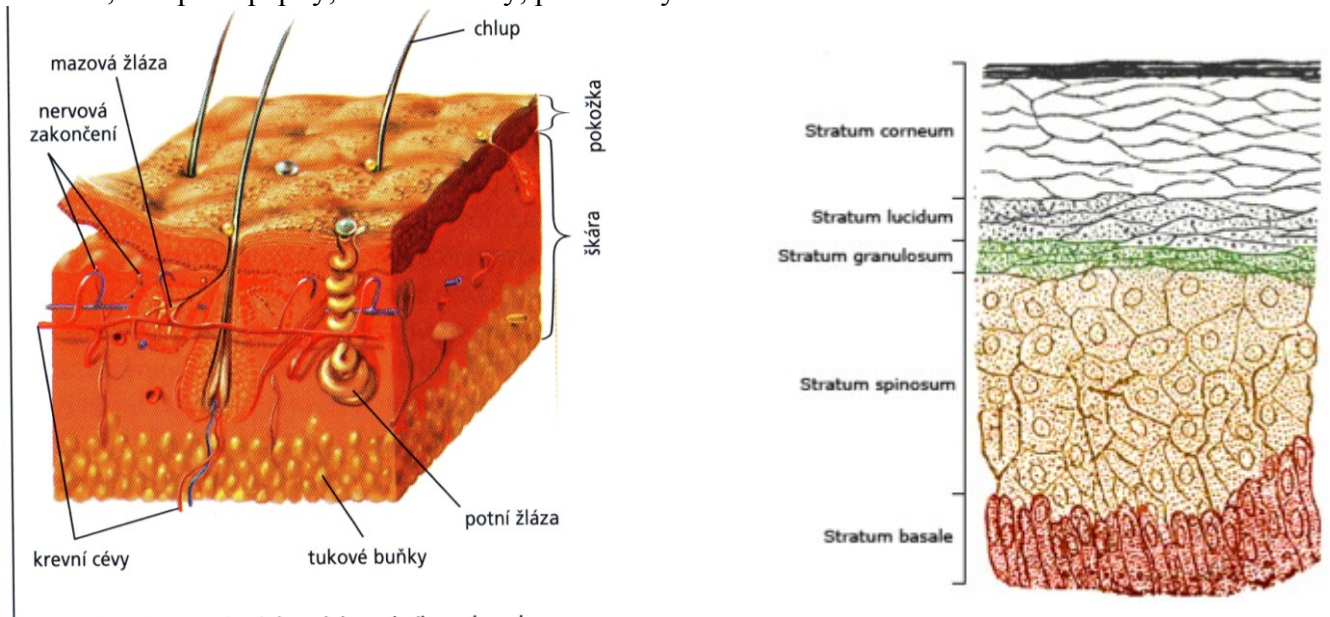 chlup
mazová žláza
nervová
zakončení
pokožka
škára
potní žláza
tukové buňky
krevní cévy
Stratum corneum
Stratum lucidum
Stratum granulosum
Stratum spinosum
Stratum basale